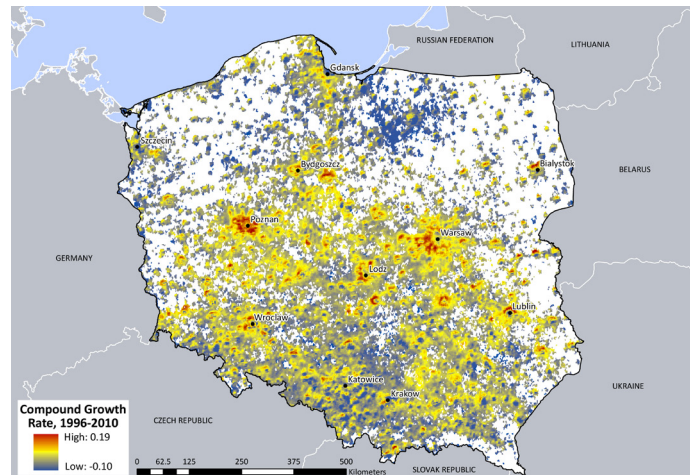 RUSSIAN FEDERATION
LITHUANIA
Gdansk
Szczecin
Bydgoszcz
Bialystok
BELARUS
Poznan
Warsaw
GERMANY
Lodz
Lublin
Wroclaw
Katowice
Krakow
UKRAINE
CZECH REPUBLIC
SLOVAK REPUBLIC
Compound Growth
Rate, 1996-2010
High: 0.19
Low: -0.10
0 62.5 125 250 375 500
Kilometers